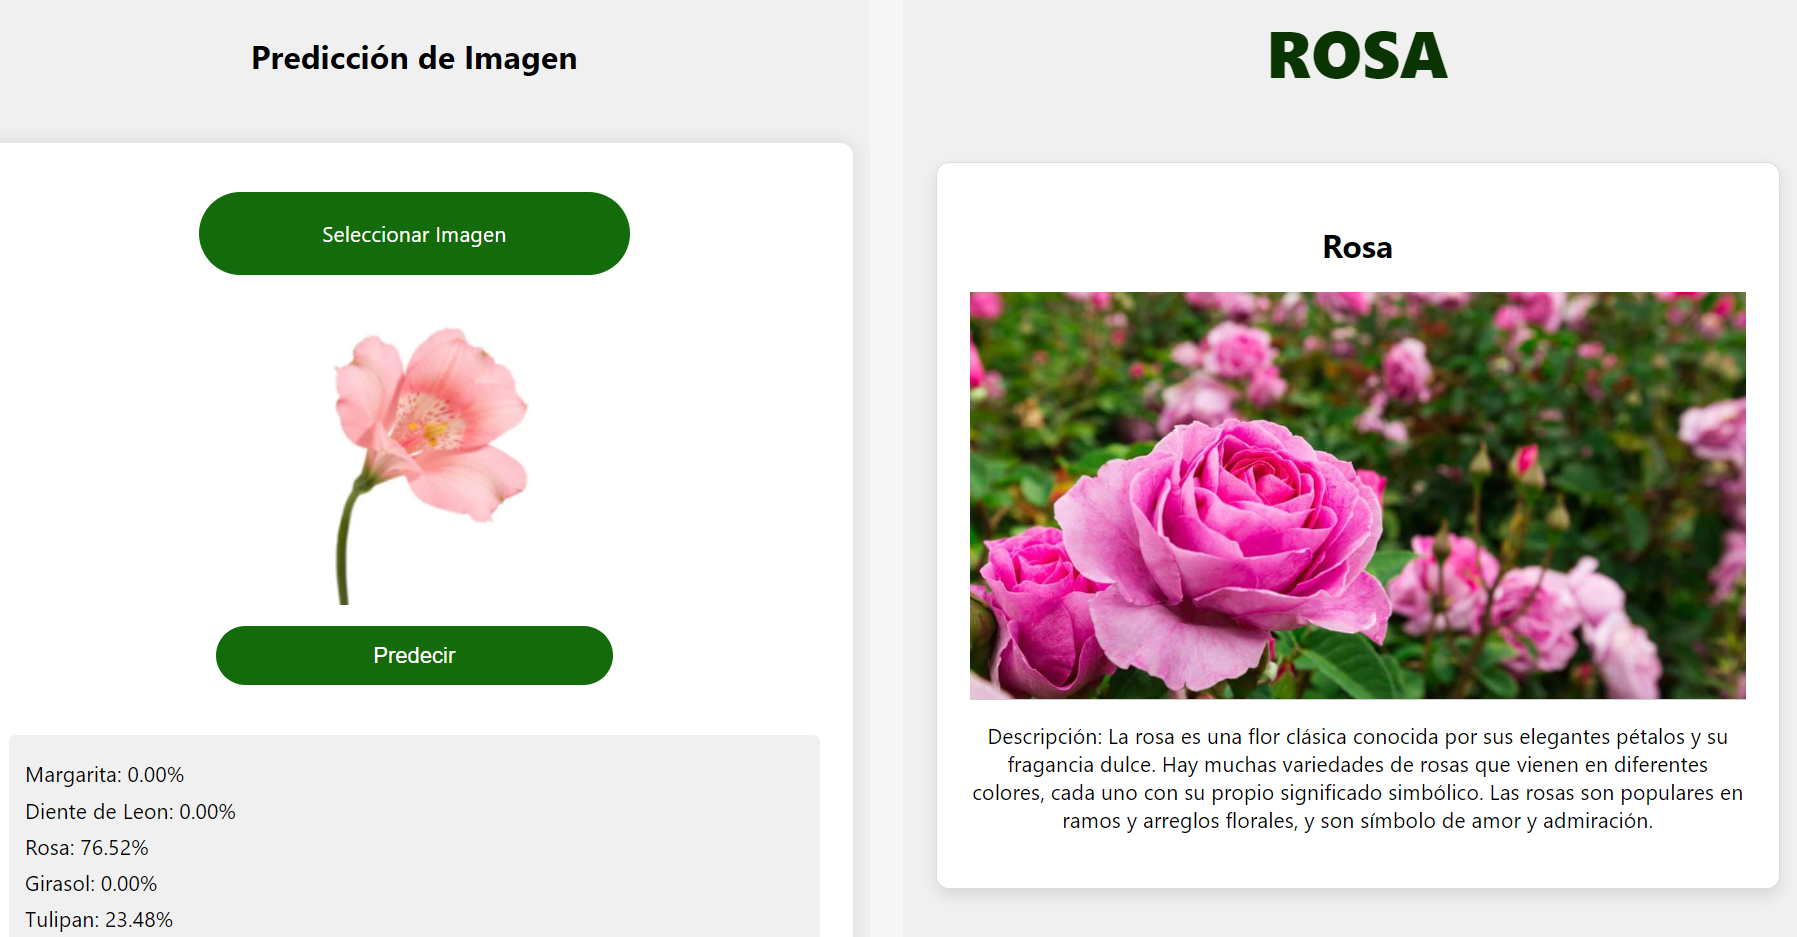 Predicción de Imagen
Seleccionar Imagen
Predecir
Margarita: 0.00%
Diente de Leon: 0.00%
Rosa: 76.52%
Girasol: 0.00%
Tulipan: 23.48%
ROSA
Rosa
Descripción: La rosa es una flor clásica conocida por sus elegantes pétalos y su
fragancia dulce. Hay muchas variedades de rosas que vienen en diferentes
colores, cada uno con su propio significado simbólico. Las rosas son populares en
ramos y arreglos florales, y son símbolo de amor y admiración.